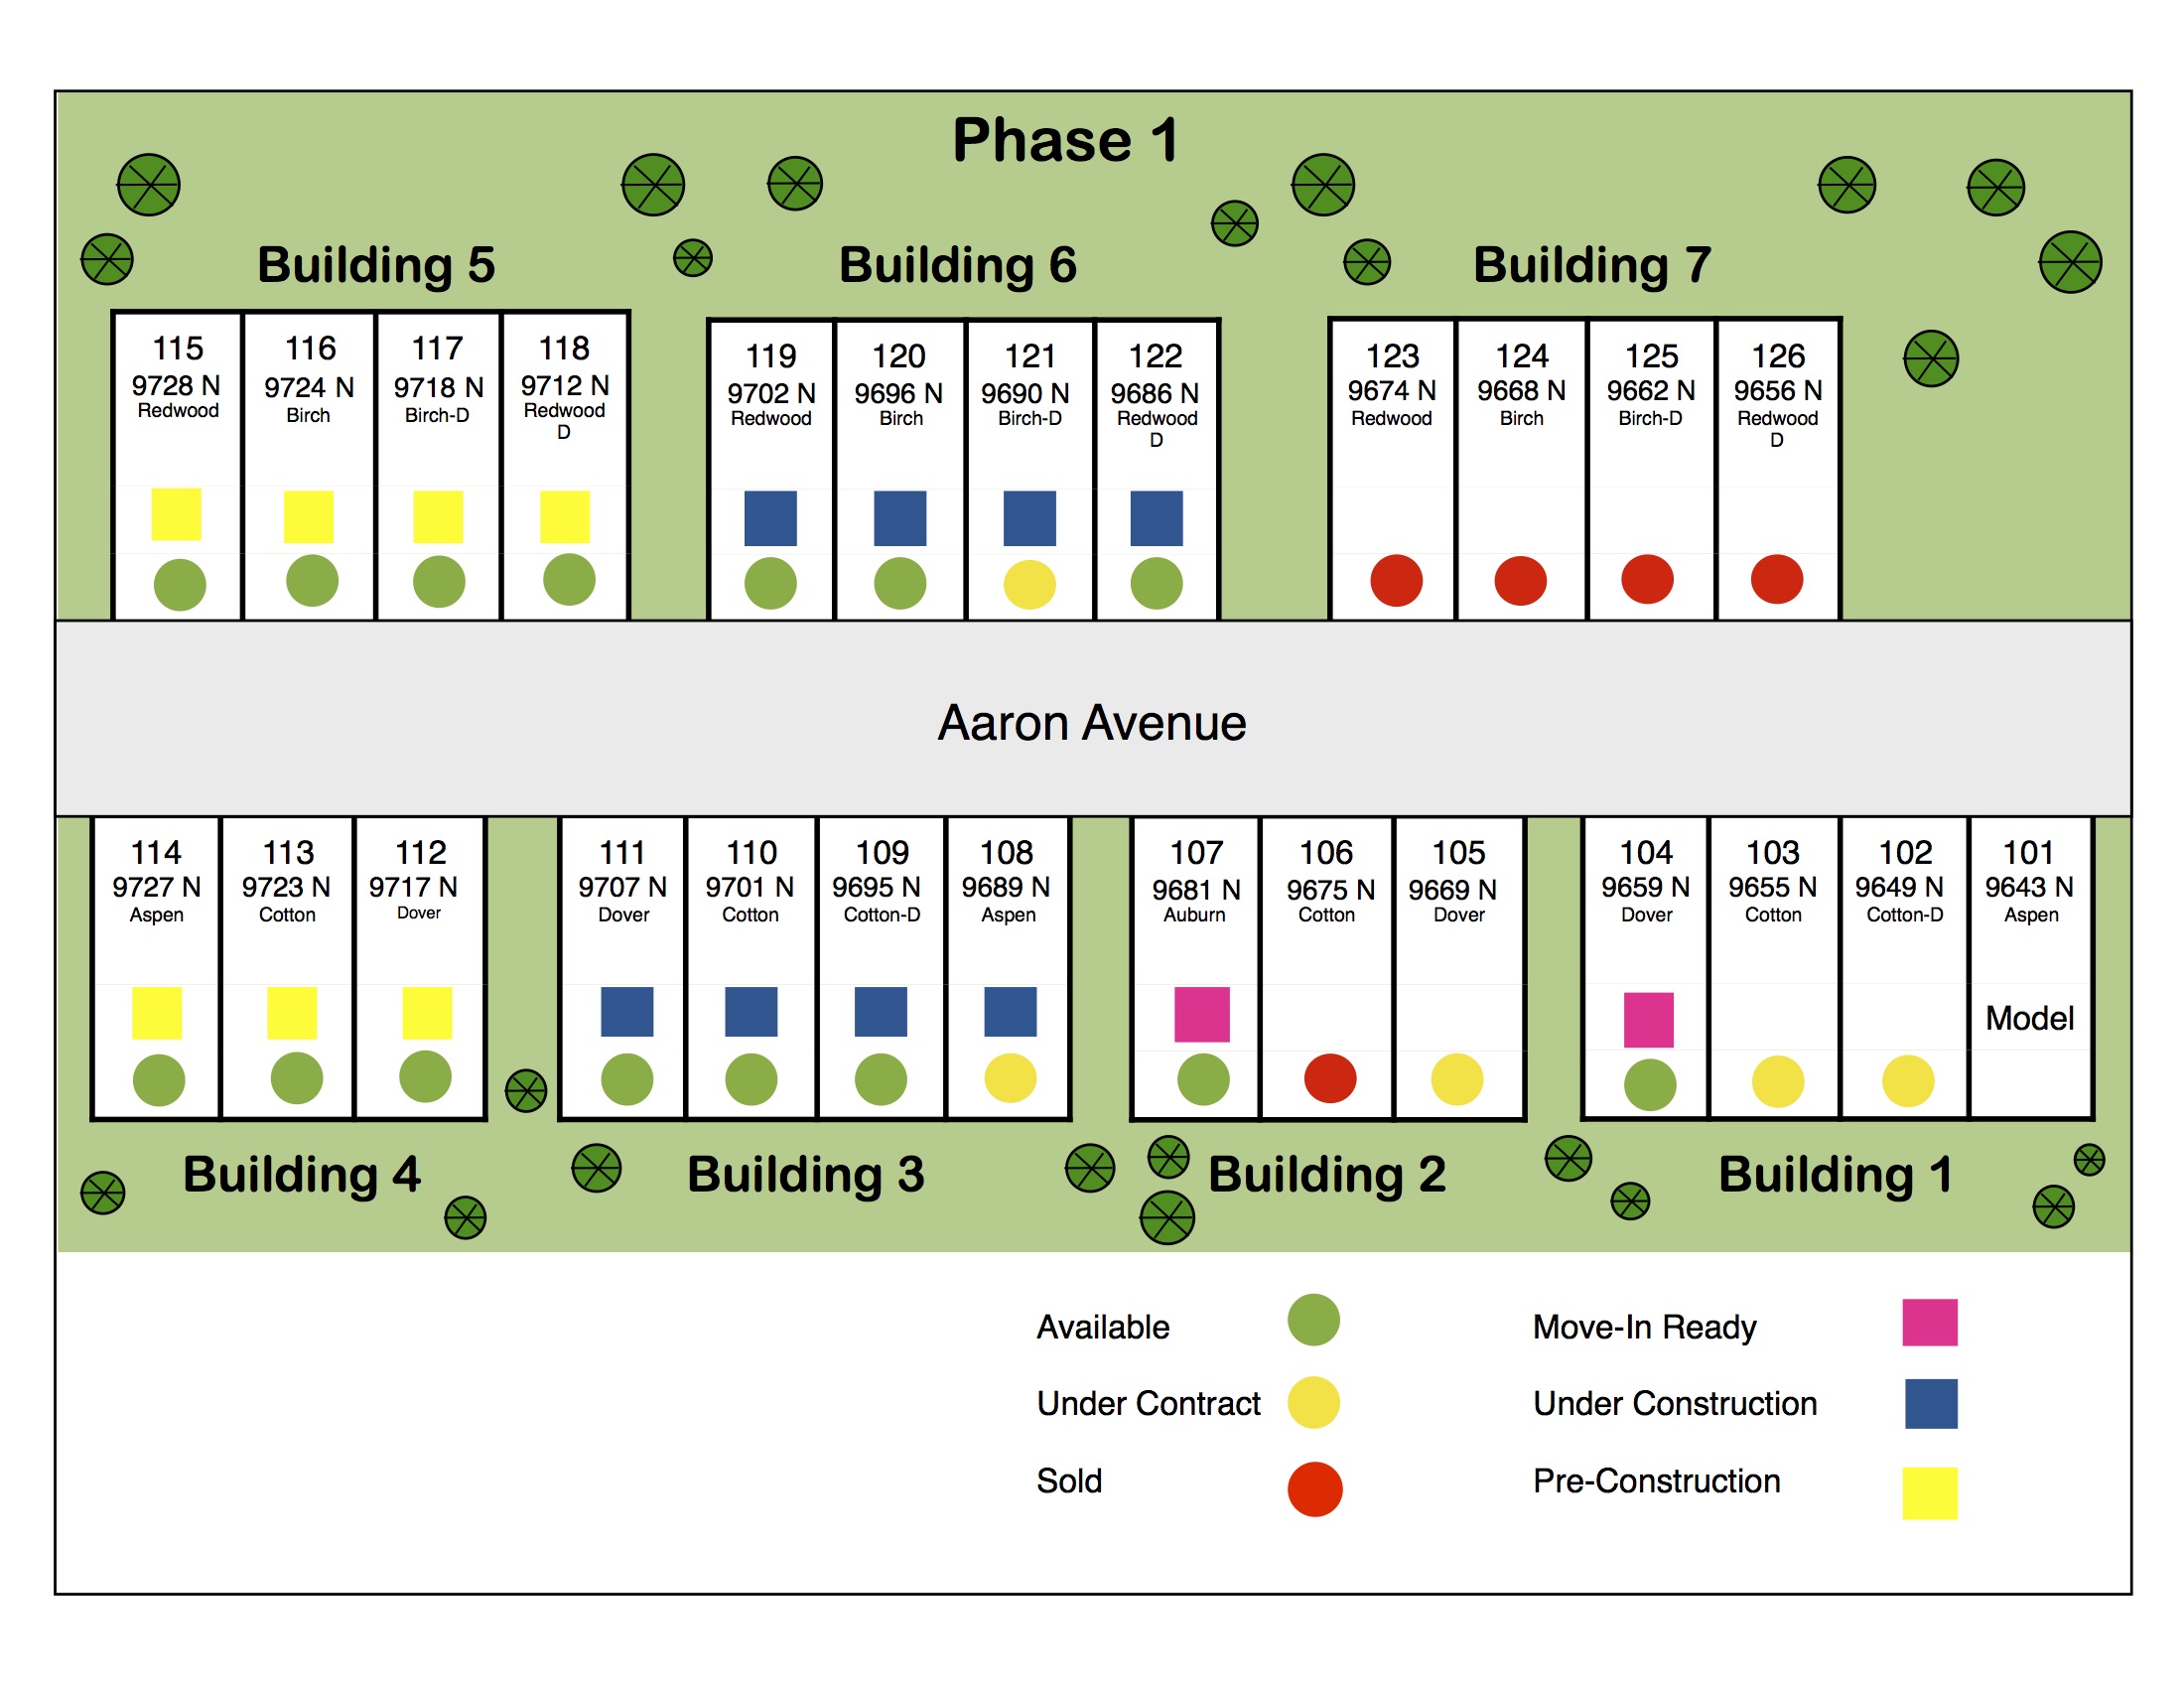 Phase 1
Building 5
Building 6
Building 7
115
9728 N
Redwood
116
9724 N
Birch
117
9718 N
Birch-D
118
9712 N
Redwood
D
119
9702 N
Redwood
120
9696 N
Birch
121
9690 N
Birch-D
122
9686 N
Redwood
D
123
9674 N
Redwood
124
9668 N
Birch
125
9662 N
Birch-D
126
9656 N
Redwood
D
Aaron Avenue
114
9727 N
Aspen
113
9723 N
Cotton
112
9717 N
Dover
111
9707 N
Dover
110
9701 N
Cotton
109
9695 N
Cotton-D
108
9689 N
Aspen
107
9681 N
Auburn
106
9675 N
Cotton
105
9669 N
Dover
104
9659 N
Dover
103
9655 N
Cotton
102
9649 N
Cotton-D
101
9643 N
Aspen
Model
Building 4
Building 3
Building 2
Building 1
Available
Move-In Ready
Under Contract
Under Construction
Sold
Pre-Construction